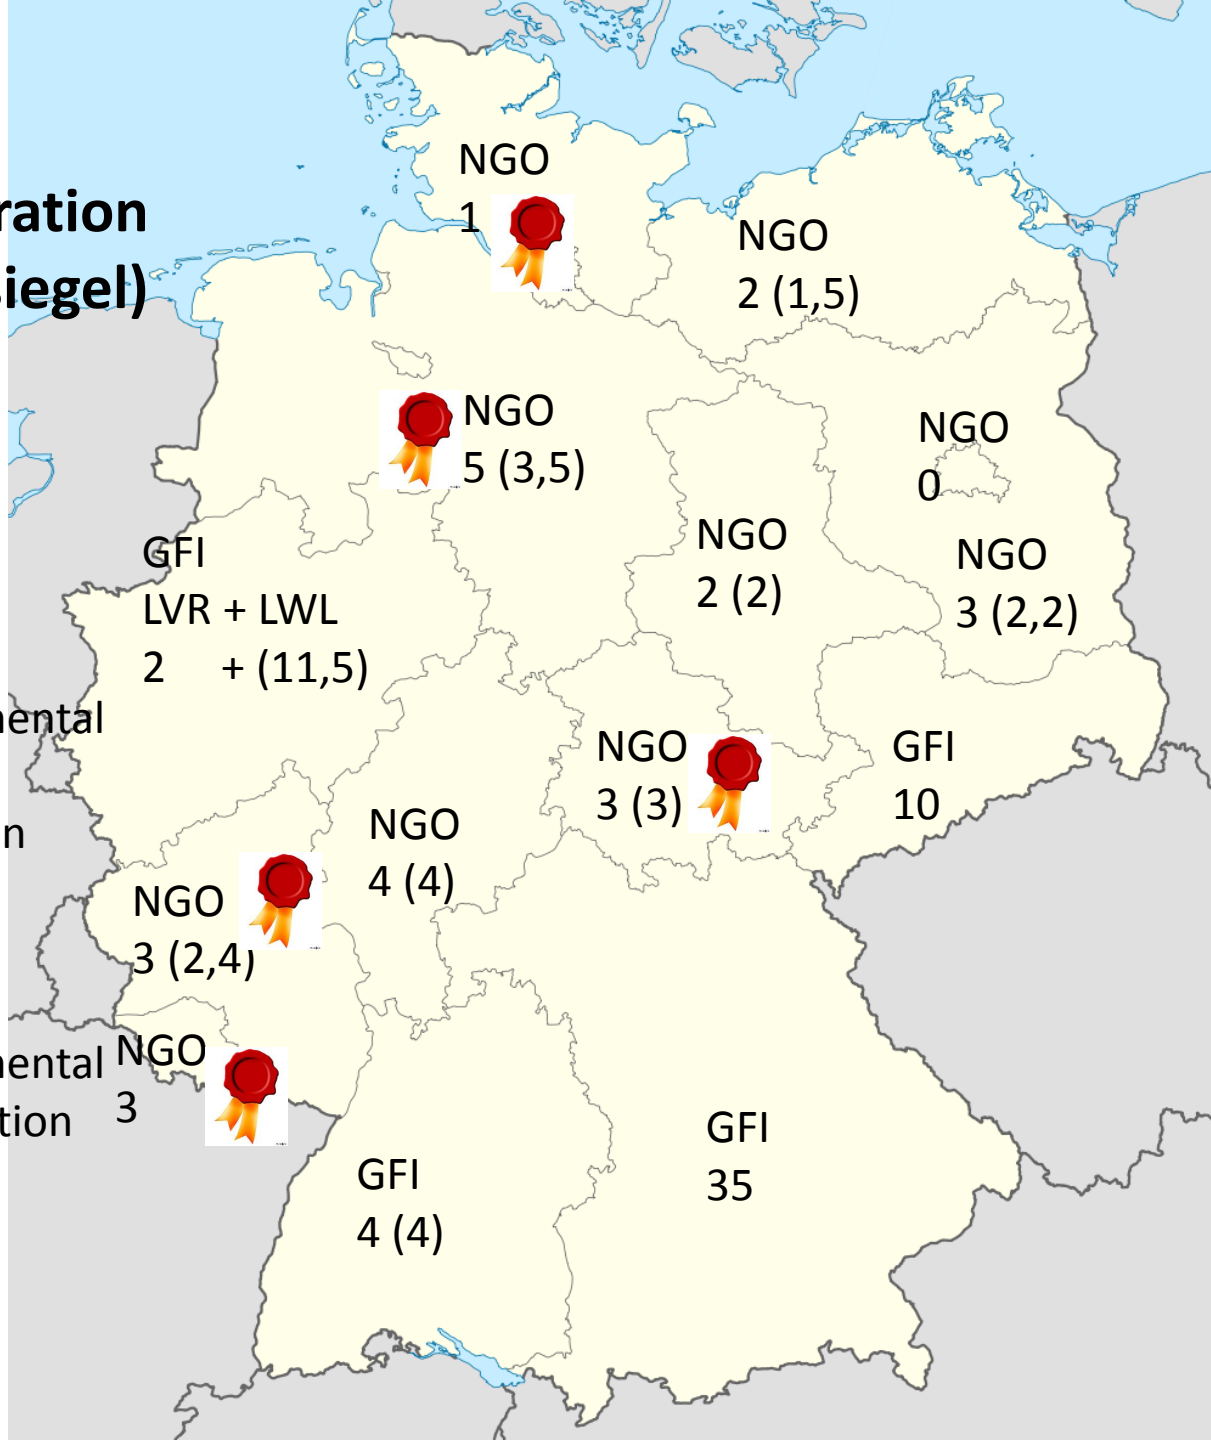 ration
siegel)
NGO
1
NGO
2 (1,5)
NGO
5 (3,5)
NGO
0
NGO
2 (2)
NGO
3 (2,2)
GFI
LVR + LWL
2 + (11,5)
ental
n
NGO
3 (3)
GFI
10
NGO
4 (4)
NGO
3 (2,4)
NGO
3
ental
tion
GFI
4 (4)
GFI
35